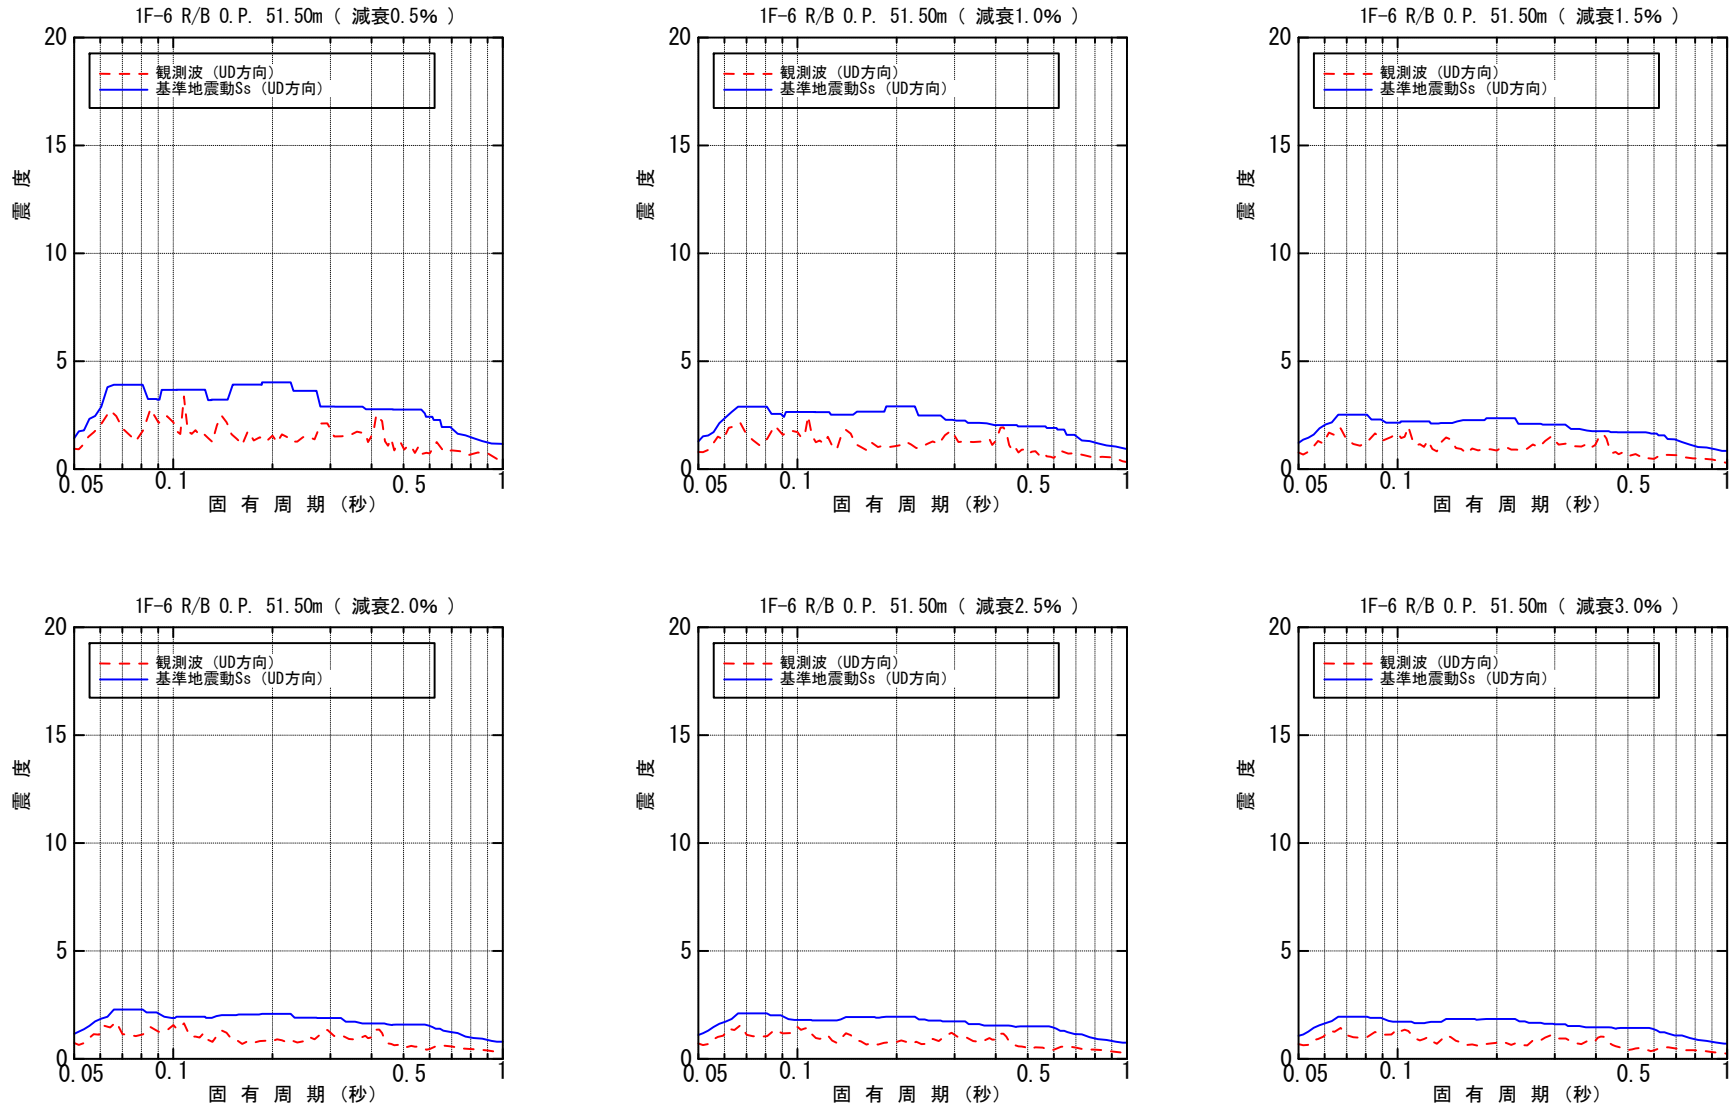 1F-6 R/B O.P. 51.50m ( 減衰0.5% )
20
15
10
5
0
震 度
観測波 (UD方向)
基準地震動Ss (UD方向)
0.05
0.1
0.5
1
固 有 周 期 (秒)
1F-6 R/B O.P. 51.50m ( 減衰1.0% )
20
15
10
5
0
震 度
観測波 (UD方向)
基準地震動Ss (UD方向)
0.05
0.1
0.5
1
固 有 周 期 (秒)
1F-6 R/B O.P. 51.50m ( 減衰1.5% )
20
15
10
5
0
震 度
観測波 (UD方向)
基準地震動Ss (UD方向)
0.05
0.1
0.5
1
固 有 周 期 (秒)
1F-6 R/B O.P. 51.50m ( 減衰2.0% )
20
15
10
5
0
震 度
観測波 (UD方向)
基準地震動Ss (UD方向)
0.05
0.1
0.5
1
固 有 周 期 (秒)
1F-6 R/B O.P. 51.50m ( 減衰2.5% )
20
15
10
5
0
震 度
観測波 (UD方向)
基準地震動Ss (UD方向)
0.05
0.1
0.5
1
固 有 周 期 (秒)
1F-6 R/B O.P. 51.50m ( 減衰3.0% )
20
15
10
5
0
震 度
観測波 (UD方向)
基準地震動Ss (UD方向)
0.05
0.1
0.5
1
固 有 周 期 (秒)